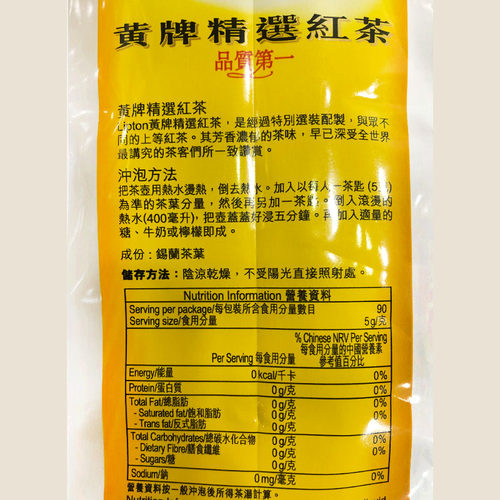 黃牌精選紅茶
品質第一
黃牌精選紅茶
Lipton黃牌精選紅茶，是經過特別選裝配製，與眾不
同的上等紅茶。其芳香濃郁的茶味，早已深受全世界
最講究的茶客們所一致讚賞。
沖泡方法
把茶壺用熱水燙熱，倒去熱水。加入以每人一茶匙 (5克)
為準的茶葉分量，然後再另加一茶匙。倒入滾燙的
熱水(400毫升)，把壺蓋蓋好浸五分鐘。再加入適量的
糖、牛奶或檸檬即成。
成份：錫蘭茶葉
儲存方法：陰涼乾燥，不受陽光直接照射處。
Nutrition Information 營養資料
Serving per package/每包裝所含食用分量數目 90
Serving size/食用分量 5g/克
% Chinese NRV Per Serving
Per Serving 每食用分量 每食用分量的中國營養素
參考值百分比
Energy/能量 0 kcal/千卡 0%
Protein/蛋白質 0 g/克 0%
Total Fat/總脂肪 0 g/克 0%
- Saturated fat/飽和脂肪 0 g/克 0%
- Trans fat/反式脂肪 0 g/克
Total Carbohydrates/總碳水化合物 0 g/克 0%
- Dietary Fibre/膳食纖維 0 g/克 0%
- Sugars/糖 0 g/克
Sodium/鈉 0 mg/毫克 0%
營養資料按一般沖泡後所得茶湯計算。